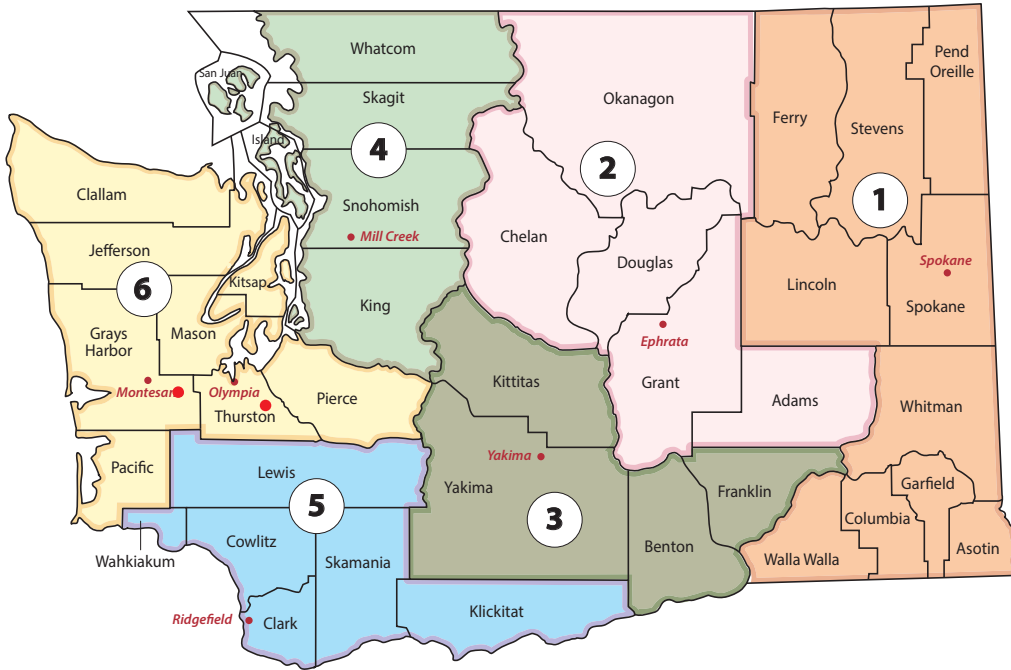 Whatcom
San Juan
Skagit
Island
4
Snohomish
Mill Creek
King
Okanagon
2
Chelan
Douglas
Ephrata
Grant
Adams
Ferry
Stevens
Pend
Oreille
1
Lincoln
Spokane
Spokane
Whitman
Garfield
Columbia
Walla Walla
Asotin
Clallam
Jefferson
6
Kitsap
Grays
Harbor
Mason
Montesan
Olympia
Thurston
Pierce
Pacific
Lewis
5
Wahkiakum
Cowlitz
Skamania
Ridgefield
Clark
Klickitat
Kittitas
Yakima
Yakima
3
Benton
Franklin